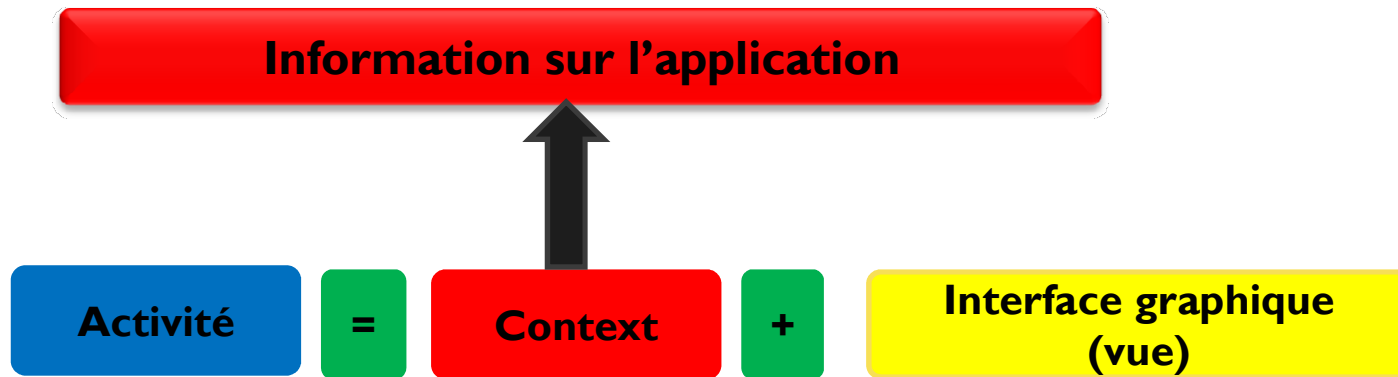 Information sur l’application
Activité = Context + Interface graphique
(vue)